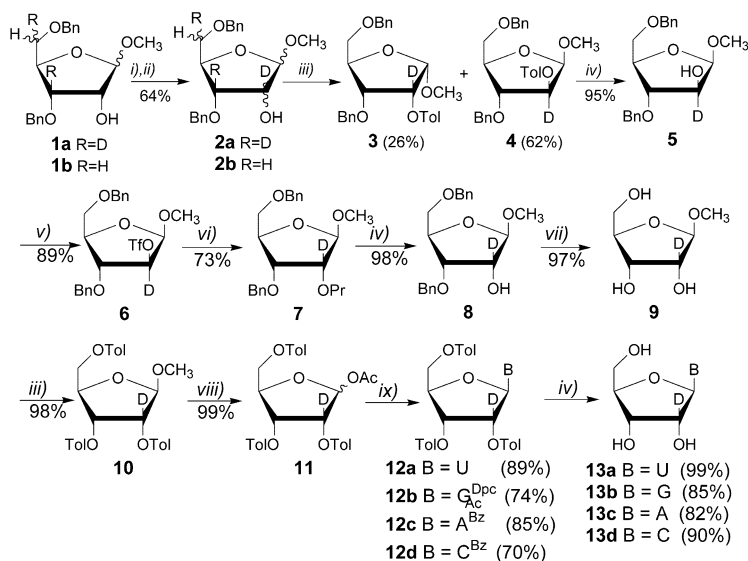 R OBn
H O OCH₃
R i),ii)
64%
BnO OH
1a R=D
1b R=H
R OBn
H O OCH₃
R D iii)
BnO OH
2a R=D
2b R=H
OBn
O
D
OCH₃
BnO OTol
3 (26%)
+
OBn
O OCH₃
TolO
D
BnO
4 (62%)
iv)
95%
OBn
O OCH₃
HO
D
BnO
5
v)
89%
OBn
O OCH₃
TfO
D
BnO
6
vi)
73%
OBn
O OCH₃
D
BnO OPr
7
iv)
98%
OBn
O OCH₃
D
BnO OH
8
vii)
97%
OH
O OCH₃
D
HO OH
9
iii)
98%
OTol
O OCH₃
D
TolO OTol
10
viii)
99%
OTol
O OAc
D
TolO OTol
11
ix)
OTol
O B
D
TolO OTol
12a B = U (89%)
12b B = G_Ac^Dpc (74%)
12c B = A^Bz (85%)
12d B = C^Bz (70%)
iv)
OH
O B
D
HO OH
13a B = U (99%)
13b B = G (85%)
13c B = A (82%)
13d B = C (90%)